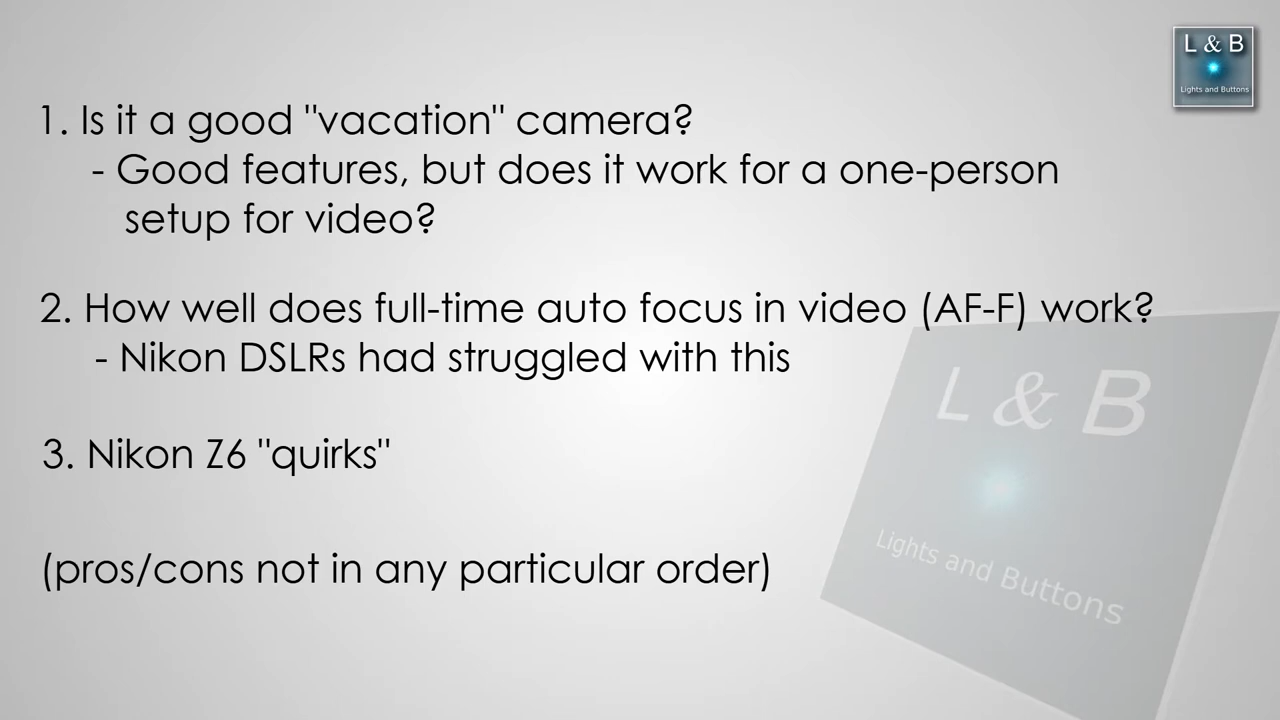 L & B
Lights and Buttons
1. Is it a good "vacation" camera?
- Good features, but does it work for a one-person
setup for video?
2. How well does full-time auto focus in video (AF-F) work?
- Nikon DSLRs had struggled with this
3. Nikon Z6 "quirks"
(pros/cons not in any particular order)
L & B
Lights and Buttons